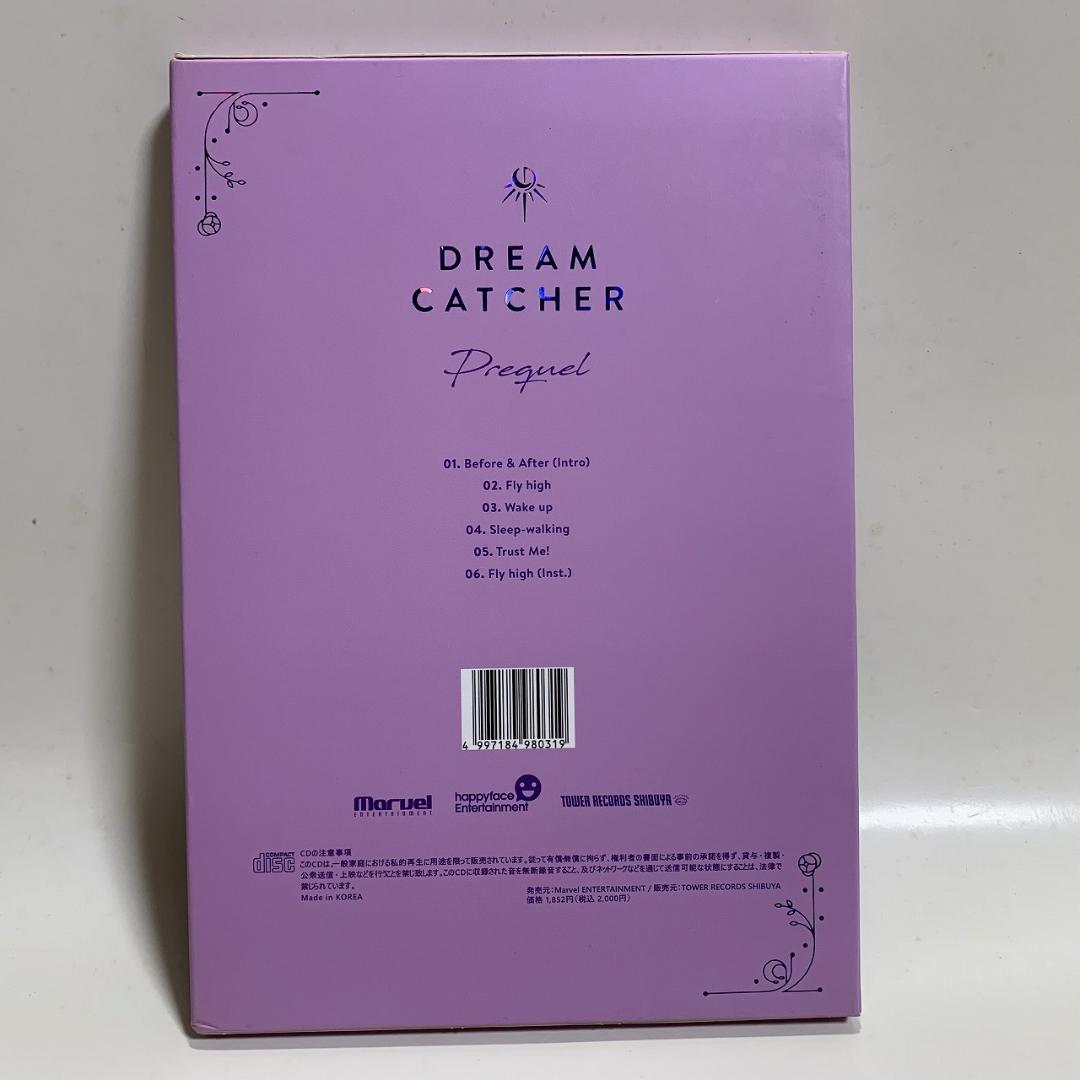 DREAM
CATCHER
Prequel
01. Before & After (Intro)
02. Fly high
03. Wake up
04. Sleep-walking
05. Trust Me!
06. Fly high (Inst.)
4 997184 980319
Marvel
ENTERTAINMENT
happyface
Entertainment
TOWER RECORDS SHIBUYA
COMPACT
disc
CDの注意事項
このCDは、一般家庭における私的再生に用途を限って販売されています。従って有償・無償に拘らず、権利者の書面による事前の承諾を得ず、貸与・複製・
公衆送信・上映などを行うことを禁じ致します。このCDに収録された音を無断録音すること、及びネットワークなどを通じて送信可能な状態にすることは、法律で
禁じられています。
Made in KOREA
発売元：Marvel ENTERTAINMENT / 販売元：TOWER RECORDS SHIBUYA
価格 1,852円（税込 2,000円）